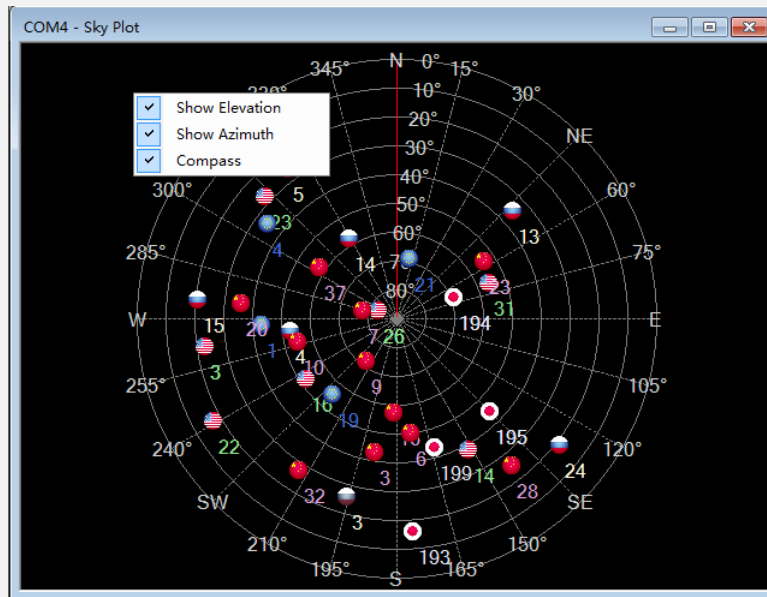 COM4 - Sky Plot
N 0°
345° 15°
10°
30°
20°
Show Elevation
Show Azimuth
Compass
NE
30°
40°
300° 5 50° 60°
23 60° 13
4
285° 14 7 75°
37 21 23
80° 31
W 15 20 7 26 194 E
3 1 4
10
255° 16 9 105°
19
22 195
240° 6 199 120°
3 14 24
SW 32 28 SE
3
210° 193 150°
195° S 165°